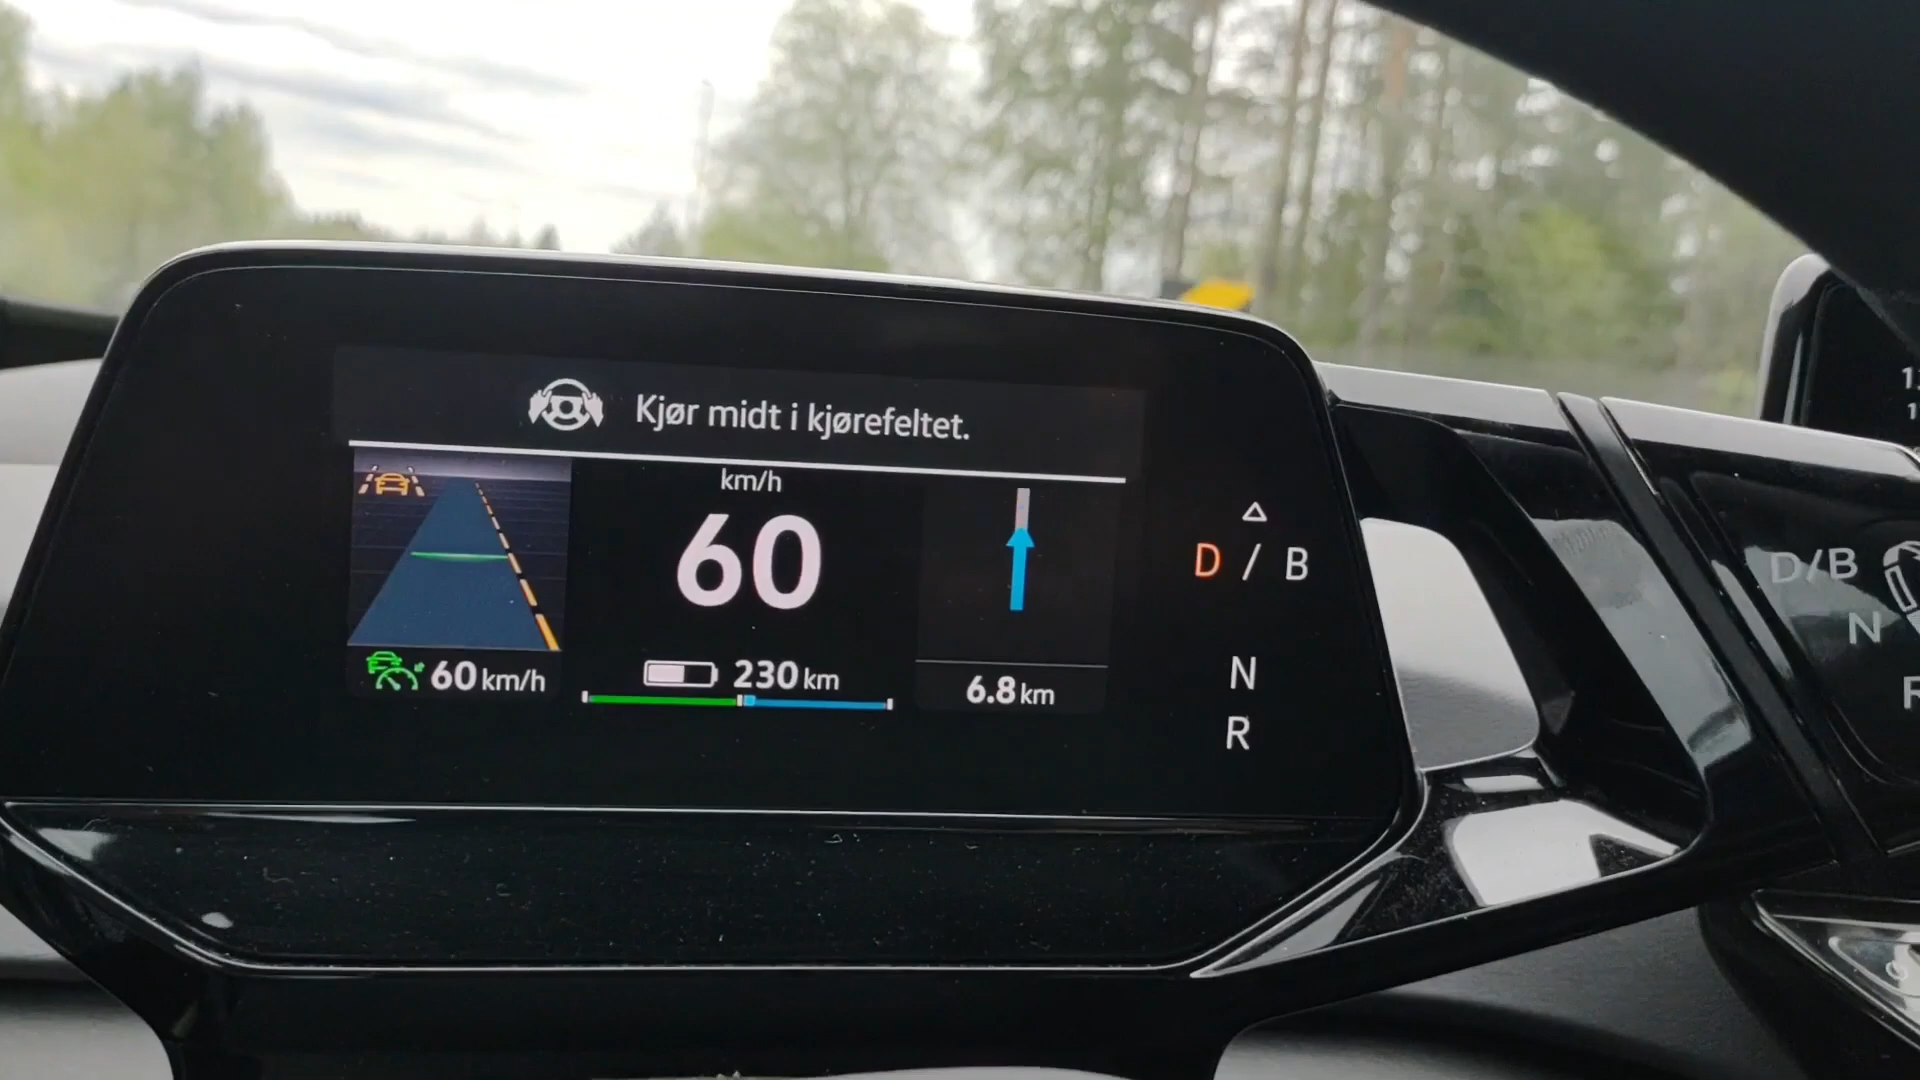 Kjør midt i kjørefeltet.
km/h
60
60 km/h
230 km
6.8 km
D / B
N
R
D/B
N
R